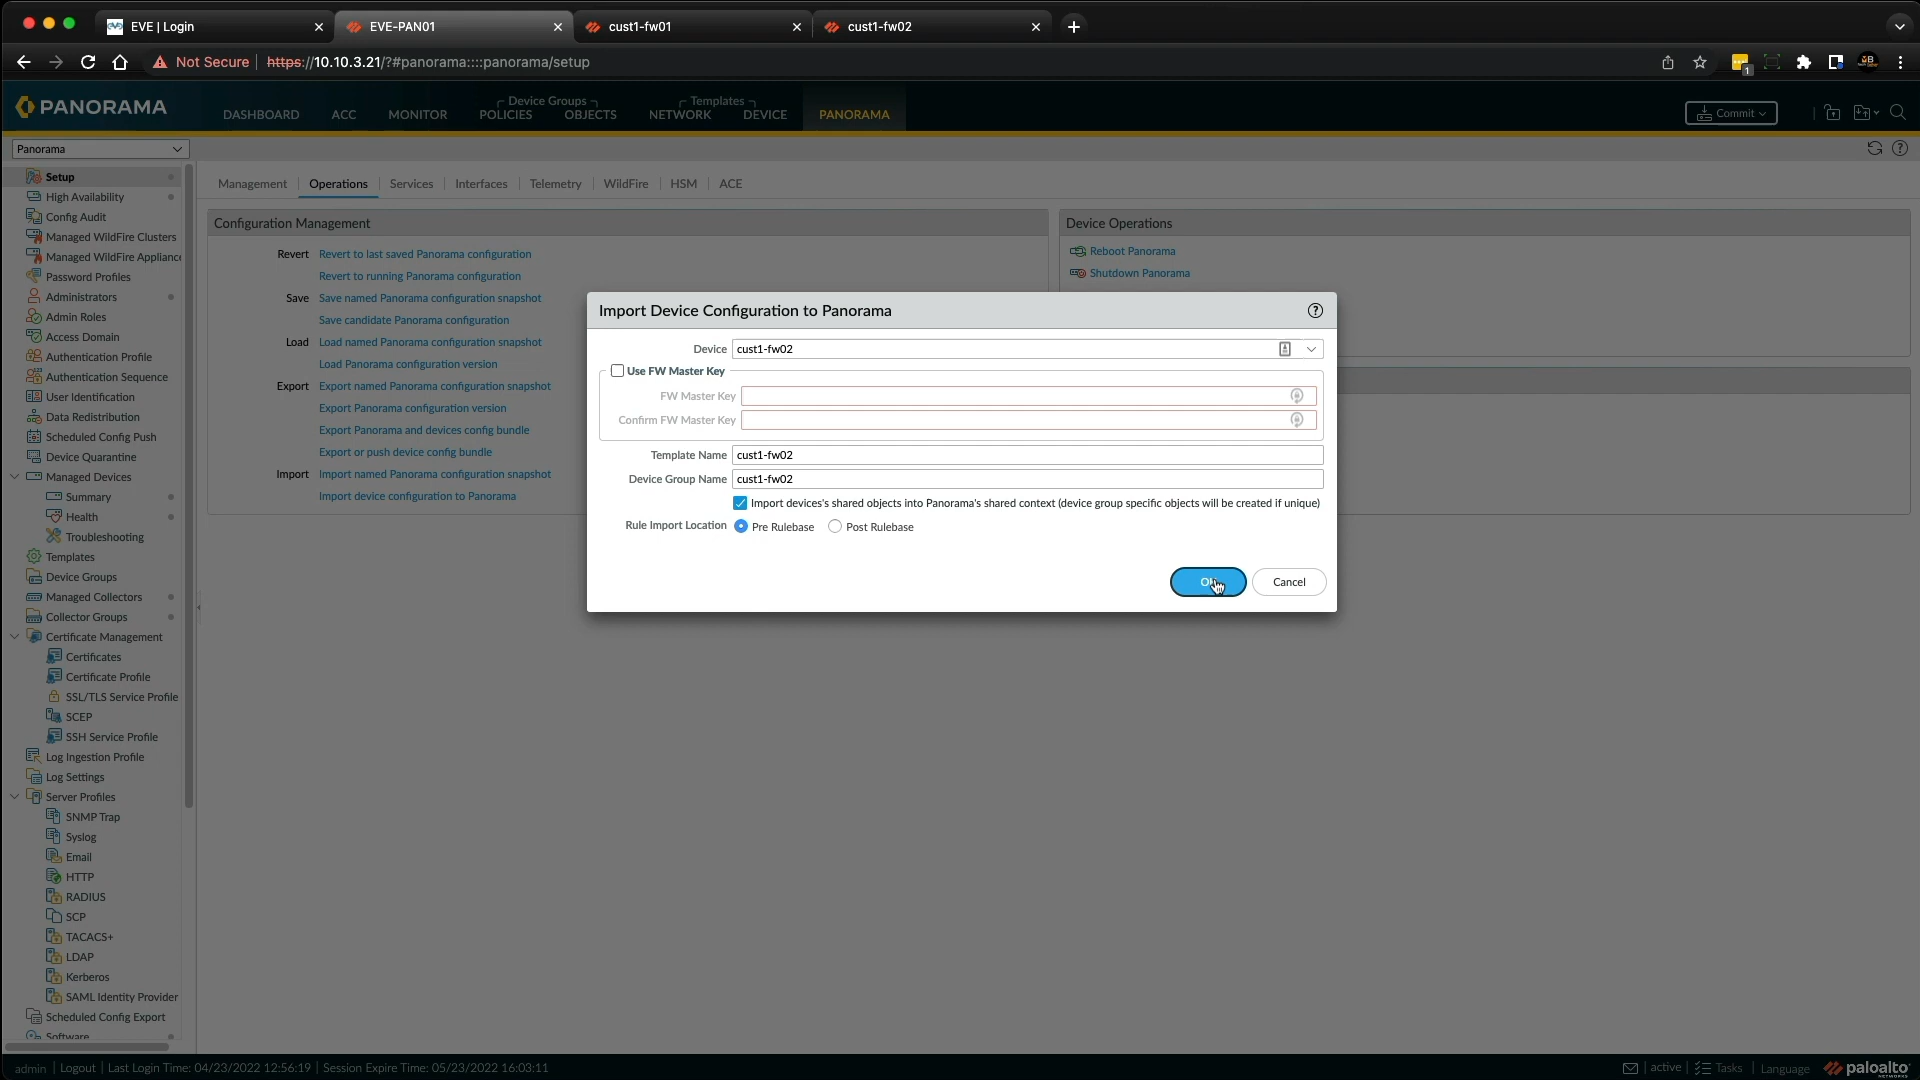 EVE | Login
EVE-PAN01
cust1-fw01
cust1-fw02
Not Secure
https://10.10.3.21/?#panorama::::panorama/setup
1
PANORAMA
DASHBOARD
ACC
MONITOR
Device Groups
POLICIES
OBJECTS
Templates
NETWORK
DEVICE
PANORAMA
Commit
Panorama
Setup
High Availability
Config Audit
Managed WildFire Clusters
Managed WildFire Appliance
Password Profiles
Administrators
Admin Roles
Access Domain
Authentication Profile
Authentication Sequence
User Identification
Data Redistribution
Scheduled Config Push
Device Quarantine
Managed Devices
Summary
Health
Troubleshooting
Templates
Device Groups
Managed Collectors
Collector Groups
Certificate Management
Certificates
Certificate Profile
SSL/TLS Service Profile
SCEP
SSH Service Profile
Log Ingestion Profile
Log Settings
Server Profiles
SNMP Trap
Syslog
Email
HTTP
RADIUS
SCP
TACACS+
LDAP
Kerberos
SAML Identity Provider
Scheduled Config Export
Software
Management
Operations
Services
Interfaces
Telemetry
WildFire
HSM
ACE
Configuration Management
Revert Revert to last saved Panorama configuration
Revert to running Panorama configuration
Save Save named Panorama configuration snapshot
Save candidate Panorama configuration
Load Load named Panorama configuration snapshot
Load Panorama configuration version
Export Export named Panorama configuration snapshot
Export Panorama configuration version
Export Panorama and devices config bundle
Export or push device config bundle
Import Import named Panorama configuration snapshot
Import device configuration to Panorama
Device Operations
Reboot Panorama
Shutdown Panorama
Import Device Configuration to Panorama
Device cust1-fw02
Use FW Master Key
FW Master Key
Confirm FW Master Key
Template Name cust1-fw02
Device Group Name cust1-fw02
Import devices's shared objects into Panorama's shared context (device group specific objects will be created if unique)
Rule Import Location Pre Rulebase Post Rulebase
Cancel
admin | Logout | Last Login Time: 04/23/2022 12:56:19 | Session Expire Time: 05/23/2022 16:03:11
active | Tasks | Language
paloalto
NETWORKS